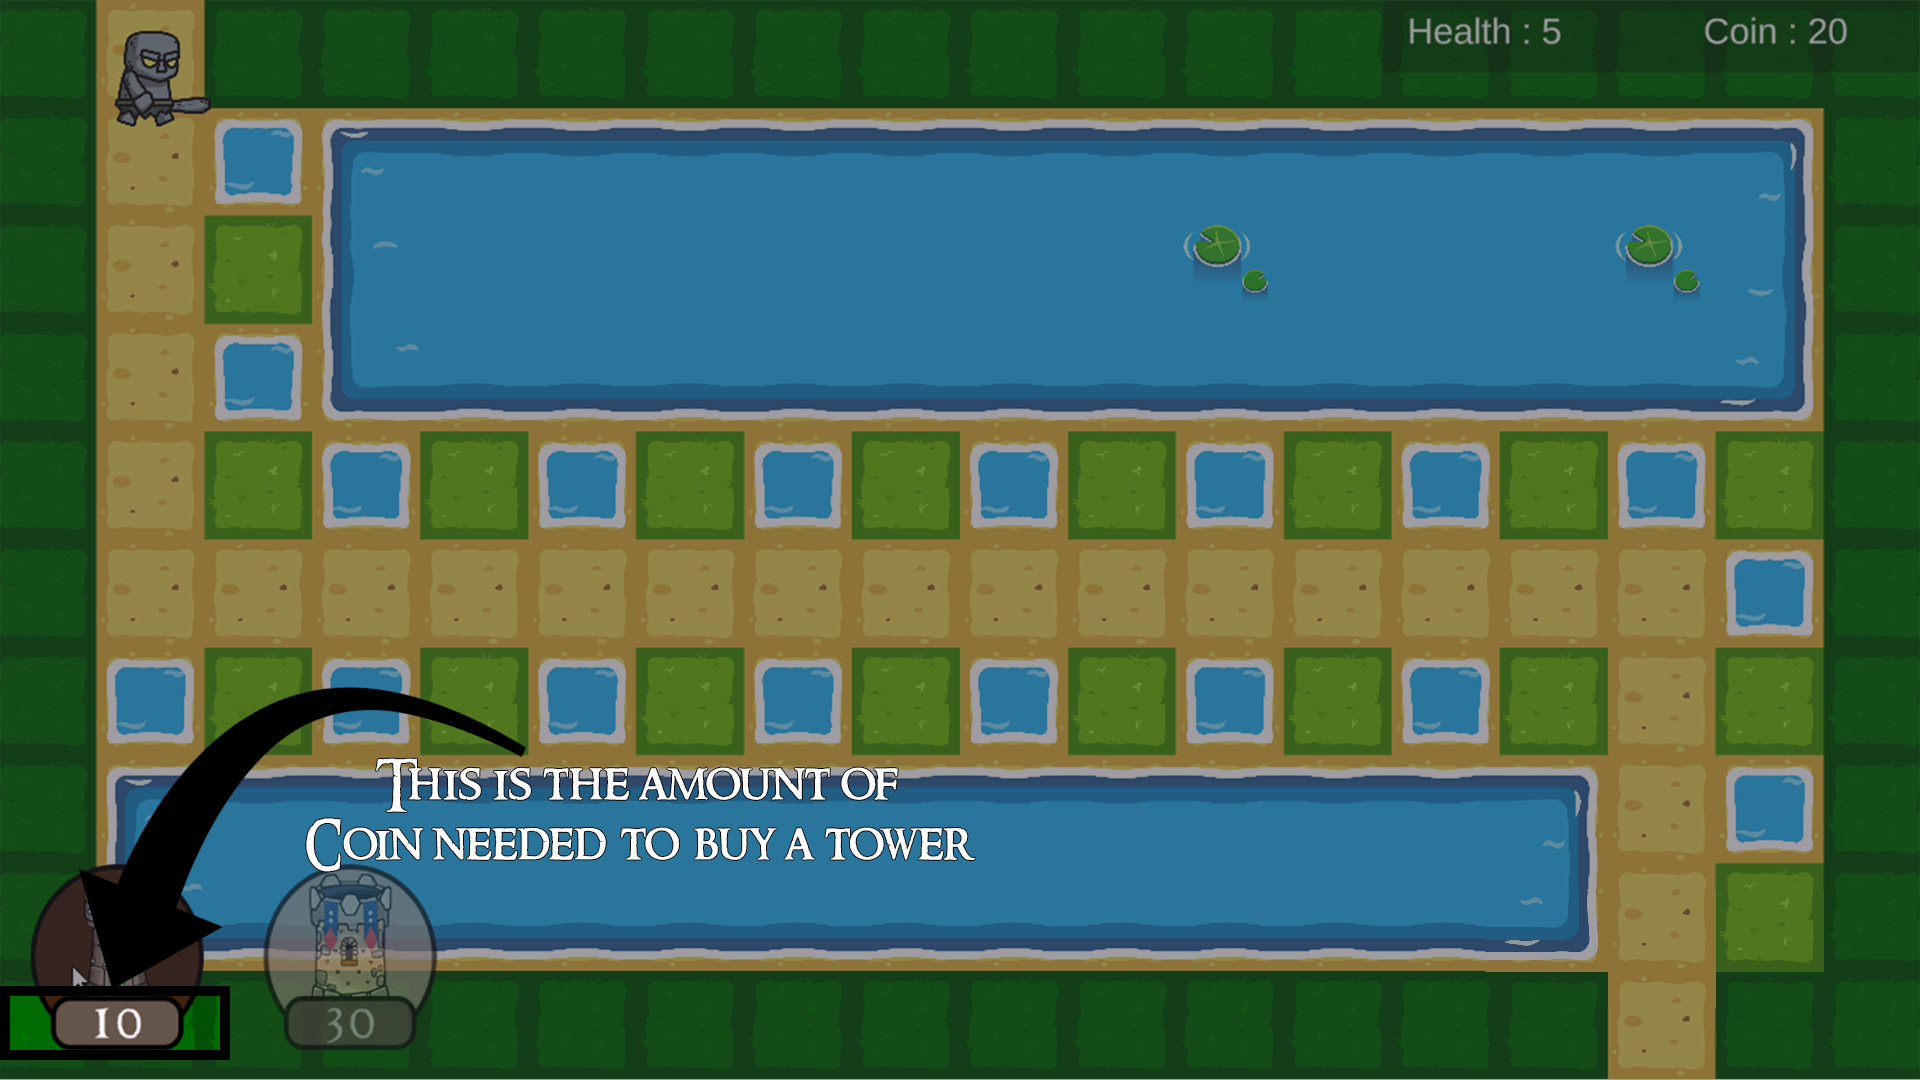 Health : 5 Coin : 20
THIS IS THE AMOUNT OF
COIN NEEDED TO BUY A TOWER
10 30